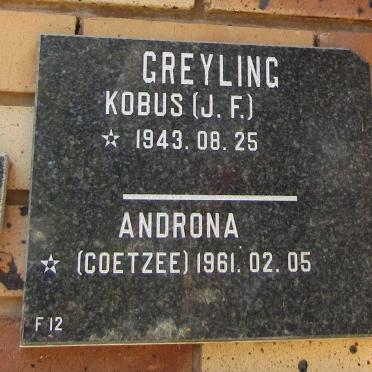 GREYLING
KOBUS (J. F.)
☆ 1943. 08. 25
ANDRONA
☆ (COETZEE) 1961. 02. 05
F 12